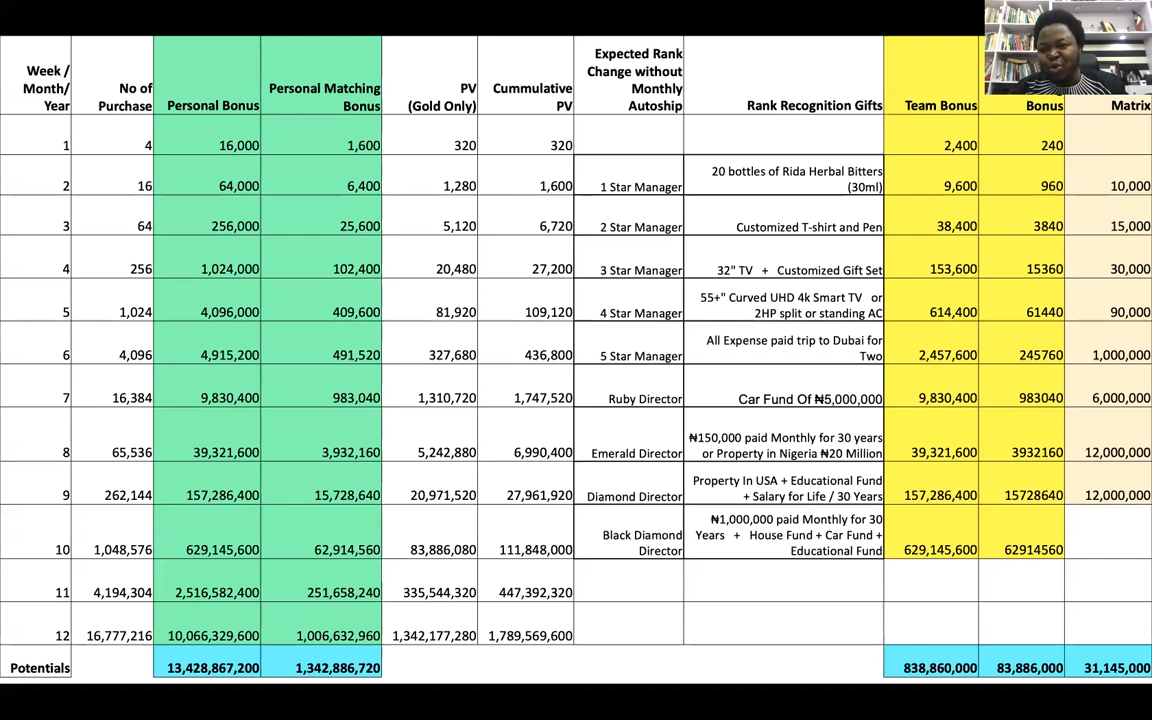 Week / Month/ Year No of Purchase Personal Bonus Personal Matching Bonus PV (Gold Only) Cummulative PV Expected Rank Change without Monthly Autoship Rank Recognition Gifts Team Bonus Bonus Matrix
1 4 16,000 1,600 320 320 2,400 240
2 16 64,000 6,400 1,280 1,600 1 Star Manager 20 bottles of Rida Herbal Bitters (30ml) 9,600 960 10,000
3 64 256,000 25,600 5,120 6,720 2 Star Manager Customized T-shirt and Pen 38,400 3840 15,000
4 256 1,024,000 102,400 20,480 27,200 3 Star Manager 32" TV + Customized Gift Set 153,600 15360 30,000
5 1,024 4,096,000 409,600 81,920 109,120 4 Star Manager 55+" Curved UHD 4k Smart TV or 2HP split or standing AC 614,400 61440 90,000
6 4,096 4,915,200 491,520 327,680 436,800 5 Star Manager All Expense paid trip to Dubai for Two 2,457,600 245760 1,000,000
7 16,384 9,830,400 983,040 1,310,720 1,747,520 Ruby Director Car Fund Of ₦5,000,000 9,830,400 983040 6,000,000
8 65,536 39,321,600 3,932,160 5,242,880 6,990,400 Emerald Director ₦150,000 paid Monthly for 30 years or Property in Nigeria ₦20 Million 39,321,600 3932160 12,000,000
9 262,144 157,286,400 15,728,640 20,971,520 27,961,920 Diamond Director Property In USA + Educational Fund + Salary for Life / 30 Years 157,286,400 15728640 12,000,000
10 1,048,576 629,145,600 62,914,560 83,886,080 111,848,000 Black Diamond Director ₦1,000,000 paid Monthly for 30 Years + House Fund + Car Fund + Educational Fund 629,145,600 62914560
11 4,194,304 2,516,582,400 251,658,240 335,544,320 447,392,320
12 16,777,216 10,066,329,600 1,006,632,960 1,342,177,280 1,789,569,600
Potentials 13,428,867,200 1,342,886,720 838,860,000 83,886,000 31,145,000